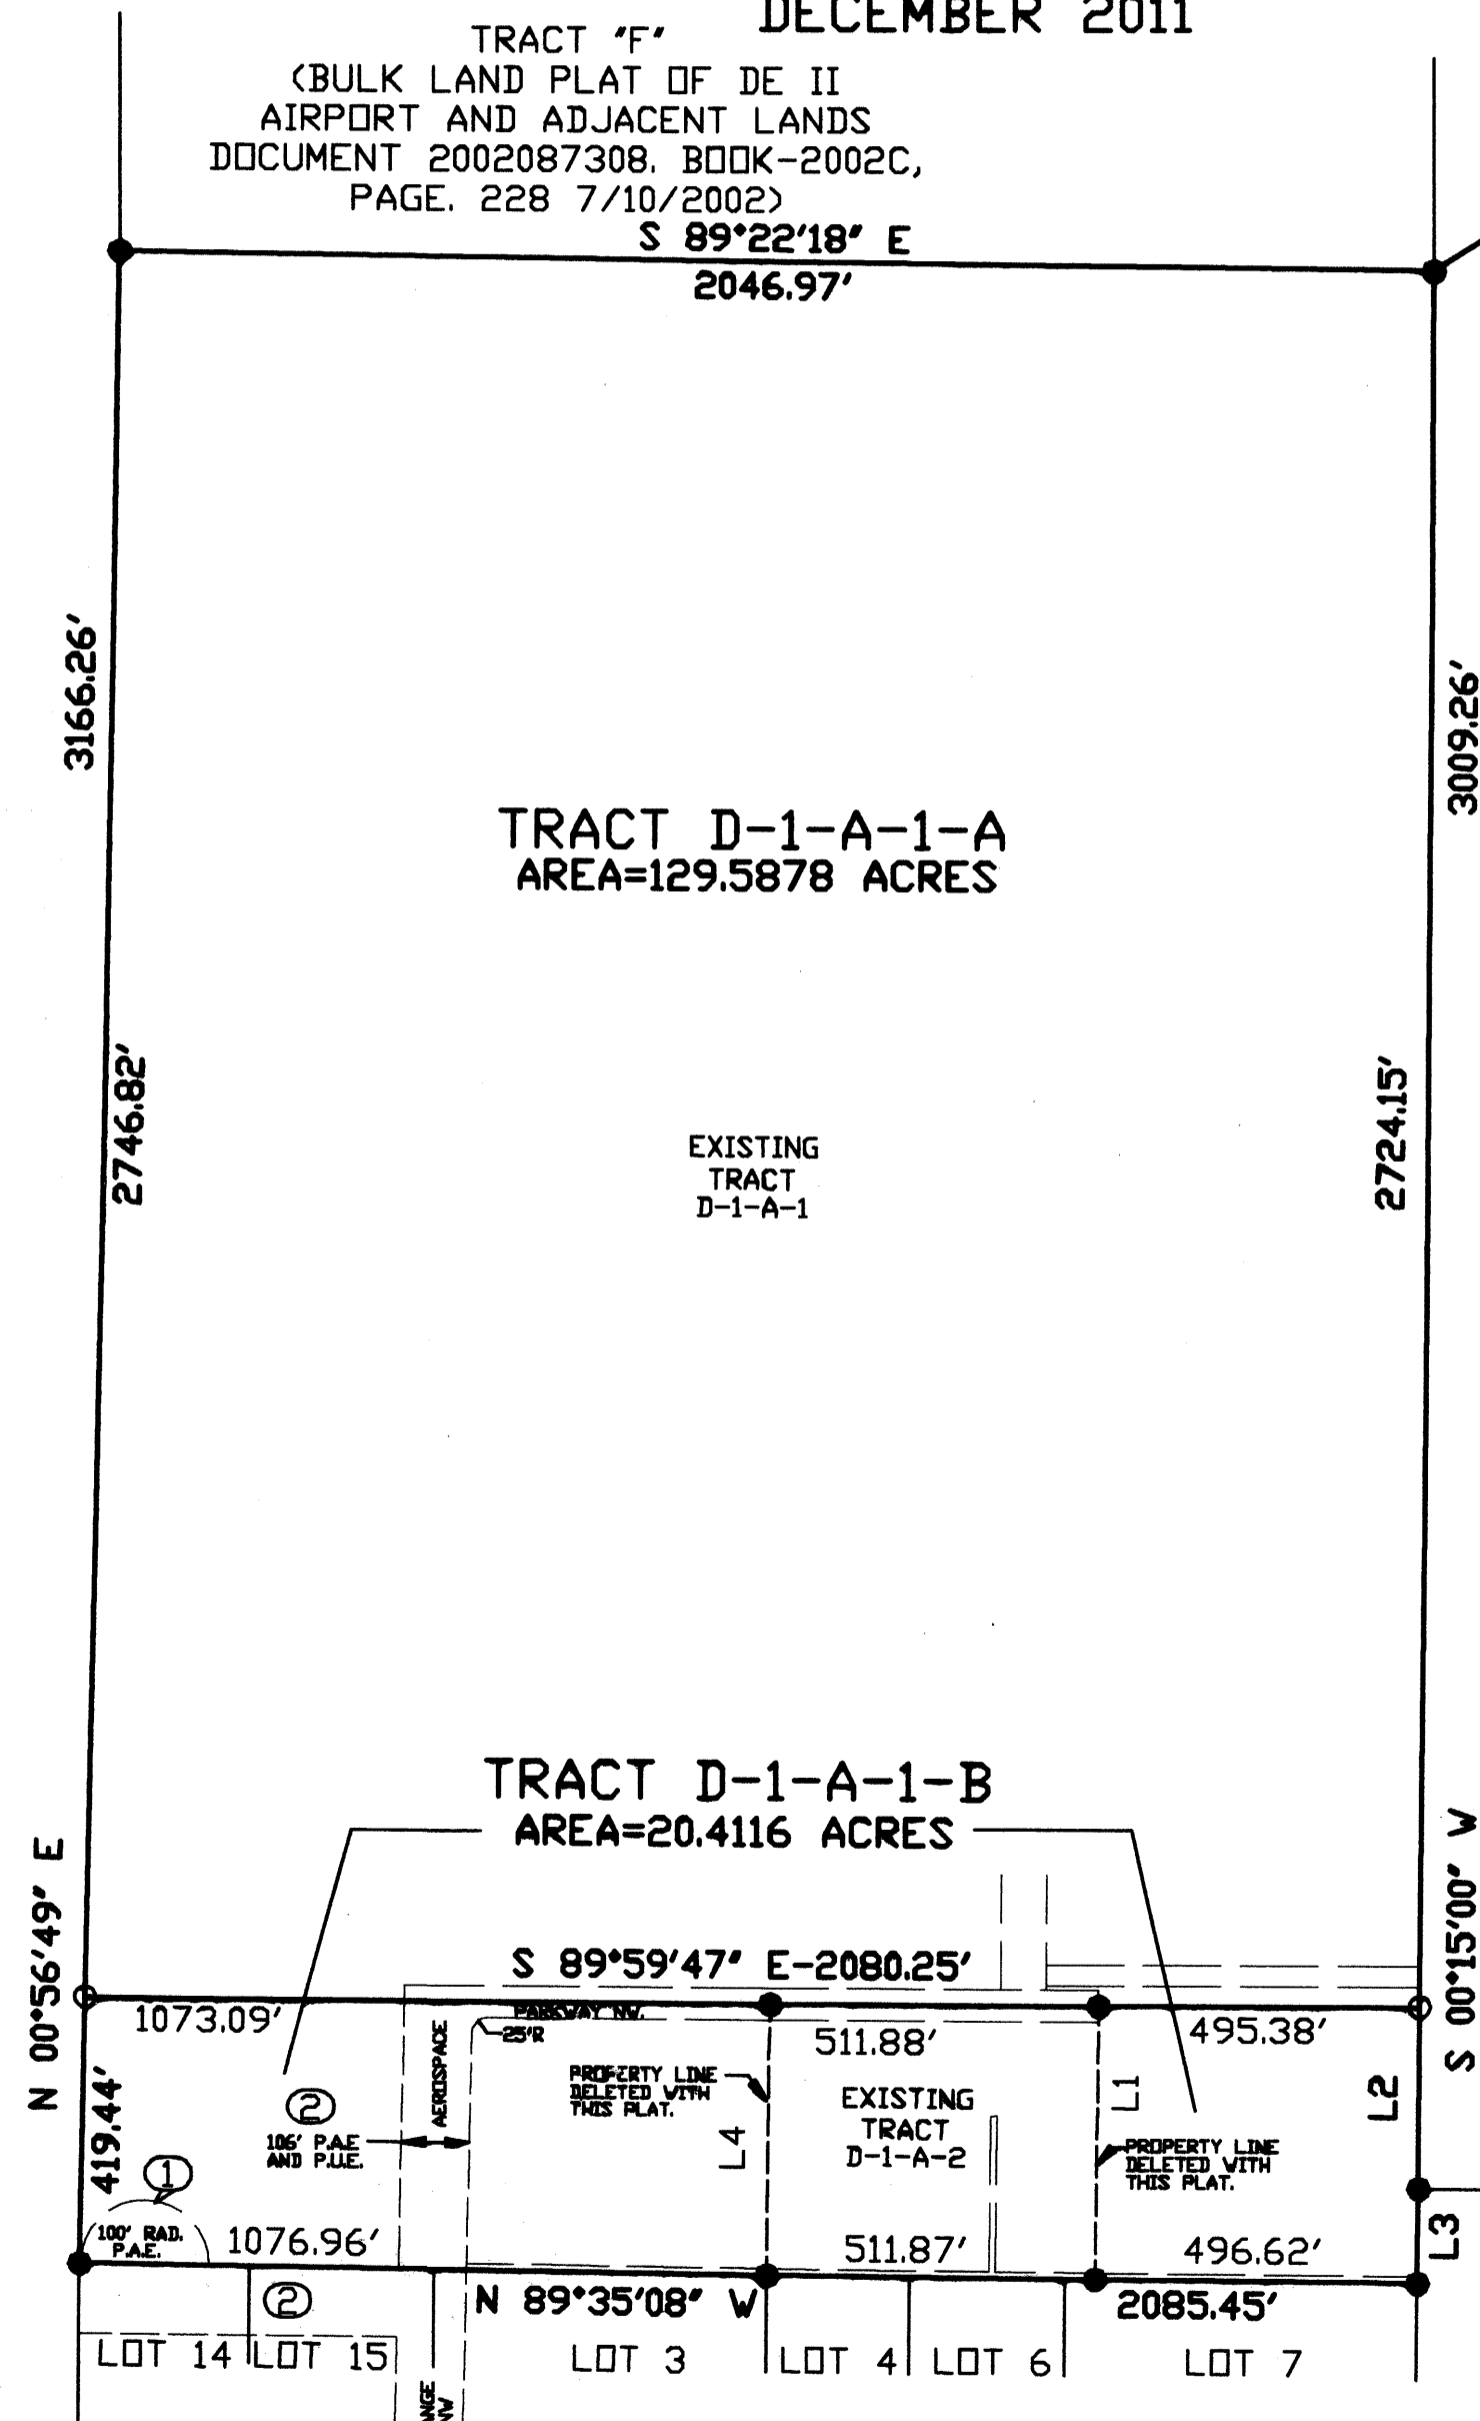 DECEMBER 2011
TRACT "F"
(BULK LAND PLAT OF DE II
AIRPORT AND ADJACENT LANDS
DOCUMENT 2002087308, BOOK-2002C,
PAGE. 228 7/10/2002)
S 89°22'18" E
2046.97'
3166.26'
3009.26'
TRACT D-1-A-1-A
AREA=129.5878 ACRES
2746.82'
2724.15'
EXISTING
TRACT
D-1-A-1
TRACT D-1-A-1-B
AREA=20.4116 ACRES
N 00°56'49" E
S 00°15'00" W
S 89°59'47" E-2080.25'
1073.09'
PARKWAY NW.
25'R
511.88'
495.38'
AEROSPACE
419.44'
PROPERTY LINE
DELETED WITH
THIS PLAT.
L4
EXISTING
TRACT
D-1-A-2
L1
L2
2
106' P.A.E
AND P.U.E.
PROPERTY LINE
DELETED WITH
THIS PLAT.
1
100' RAD.
P.A.E.
1076.96'
511.87'
496.62'
L3
2
N 89°35'08" W
2085.45'
LOT 14
LOT 15
LOT 3
LOT 4
LOT 6
LOT 7
ANGE
NW